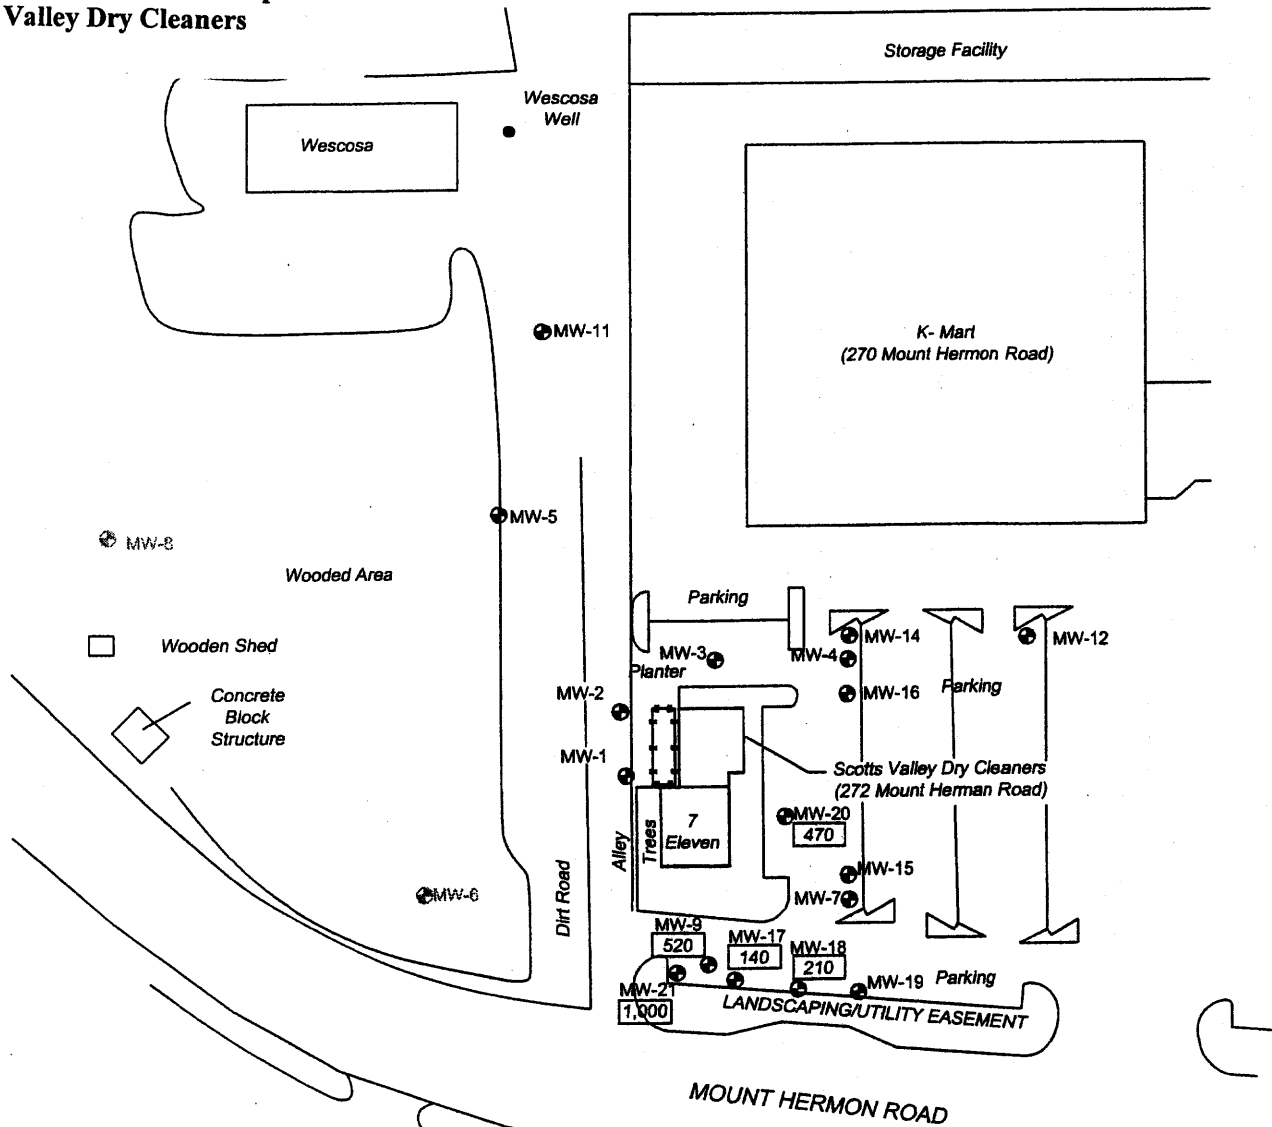 Valley Dry Cleaners
Storage Facility
Wescosa
Well
Wescosa
MW-11
K- Mart
(270 Mount Hermon Road)
MW-5
MW-8
Wooded Area
Parking
Wooden Shed
MW-14
MW-12
MW-3
MW-4
Planter
Parking
MW-2
MW-16
Concrete
Block
Structure
MW-1
Scotts Valley Dry Cleaners
(272 Mount Herman Road)
7
Eleven
MW-20
470
Alley
Trees
MW-15
MW-7
MW-6
Dirt Road
MW-9
520
MW-17
140
MW-18
210
MW-19
Parking
MW-21
1,000
LANDSCAPING/UTILITY EASEMENT
MOUNT HERMON ROAD